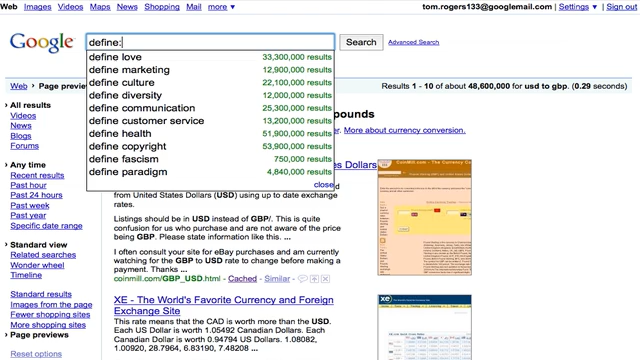 Web Images Videos Maps News Shopping Mail more ▼ tom.rogers133@googlemail.com | Settings ▼ | Sign out
Google define: Search Advanced Search
define love 33,300,000 results
define marketing 12,900,000 results
define culture 22,100,000 results
define diversity 12,000,000 results
define communication 25,300,000 results
define customer service 13,200,000 results
define health 51,900,000 results
define copyright 53,900,000 results
define fascism 750,000 results
define paradigm 4,840,000 results
close
Web › Page previe
Results 1 - 10 of about 48,600,000 for usd to gbp. (0.29 seconds)
› All results
Videos
News
Blogs
Forums
› Any time
Recent results
Past hour
Past 24 hours
Past week
Past year
Specific date range
› Standard view
Related searches
Wonder wheel
Timeline
Standard results
Images from the page
Fewer shopping sites
More shopping sites
› Page previews
Reset options
ounds
er. More about currency conversion.
s Dollars
from United States Dollars (USD) using up to date exchange
rates.
Listings should be in USD instead of GBP/. This is quite
confusion for us who purchase and are not aware of the price
being GBP. Please state information like this. ...
I often consult your site for eBay purchases and am currently
watching for the GBP to USD rate to change before making a
payment. Thanks ...
coinmill.com/GBP_USD.html - Cached - Similar -
XE - The World's Favorite Currency and Foreign
Exchange Site
This rate means that the CAD is worth more than the USD.
Each US Dollar is worth 1.05492 Canadian Dollars. Each
Canadian Dollar is worth 0.94794 US Dollars. 1.08082,
1.00920, 28.7964, 6.83190, 7.48208 ...